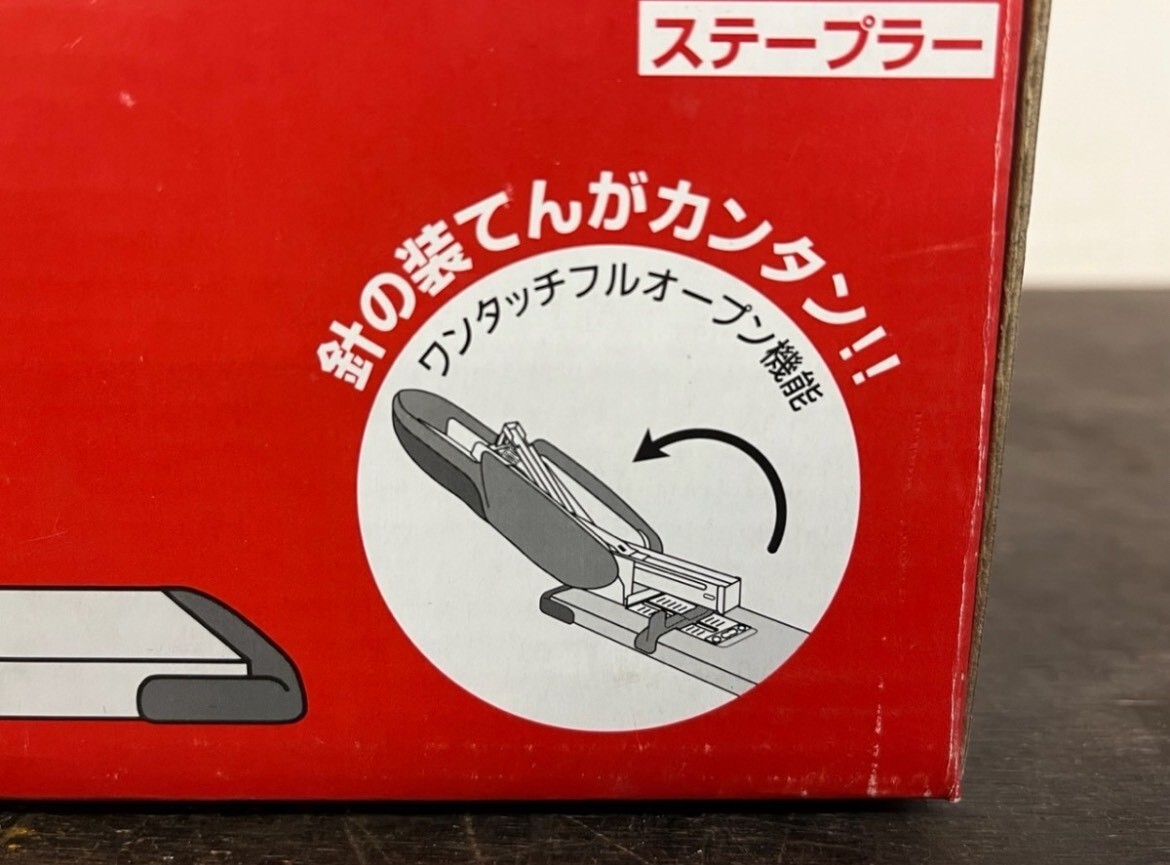 ステープラー
針の装てんがカンタン!!
ワンタッチフルオープン機能